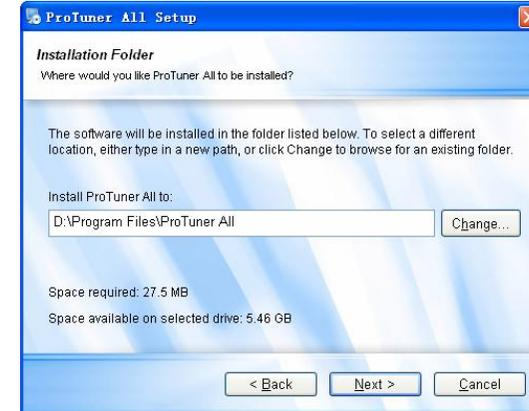 ProTuner All Setup
Installation Folder
Where would you like ProTuner All to be installed?
The software will be installed in the folder listed below. To select a different
location, either type in a new path, or click Change to browse for an existing folder.
Install ProTuner All to:
D:\Program Files\ProTuner All
Change...
Space required: 27.5 MB
Space available on selected drive: 5.46 GB
< Back Next > Cancel